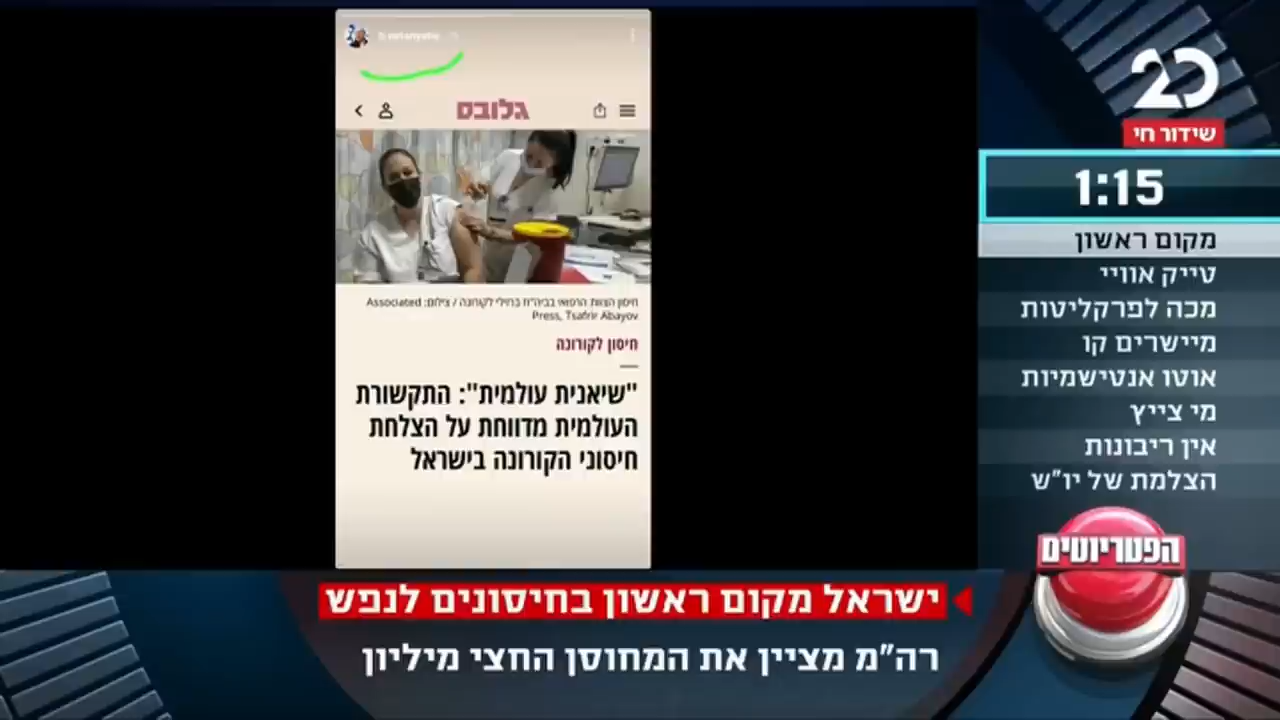 b.netanyahu
גלובס
חיסון הצוות הרפואי בביה"ח ברזילי לקורונה / צילום: Associated
Press, Tsafrir Abayov
חיסון לקורונה
"שיאנית עולמית": התקשורת
העולמית מדווחת על הצלחת
חיסוני הקורונה בישראל
20
שידור חי
1:15
מקום ראשון
טייק אוויי
מכה לפרקליטות
מיישרים קו
אוטו אנטישמיות
מי צייץ
אין ריבונות
הצלמת של יו"ש
הפטריוטים
ישראל מקום ראשון בחיסונים לנפש
רה"מ מציין את המחוסן החצי מיליון